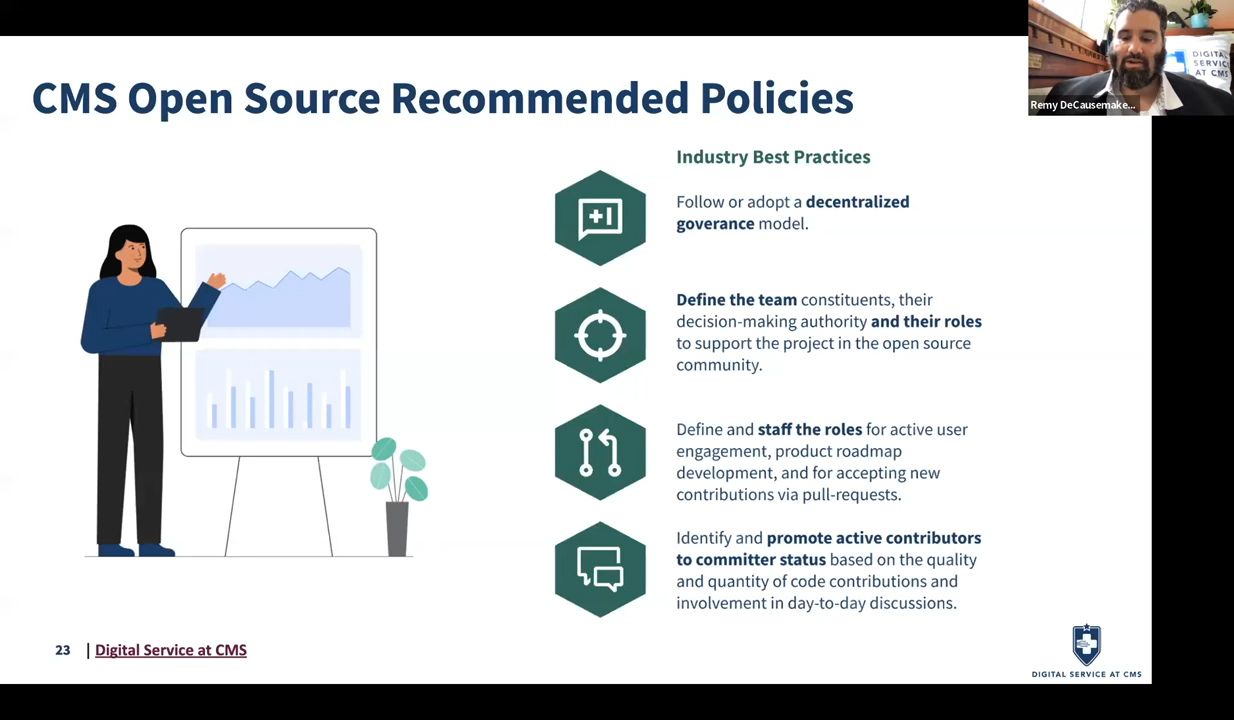 CMS Open Source Recommended Policies
DIGITAL
SERVICE
AT CMS
Remy DeCausemake...
Industry Best Practices
Follow or adopt a decentralized
goverance model.
Define the team constituents, their
decision-making authority and their roles
to support the project in the open source
community.
Define and staff the roles for active user
engagement, product roadmap
development, and for accepting new
contributions via pull-requests.
Identify and promote active contributors
to committer status based on the quality
and quantity of code contributions and
involvement in day-to-day discussions.
23 | Digital Service at CMS
DIGITAL SERVICE AT CMS